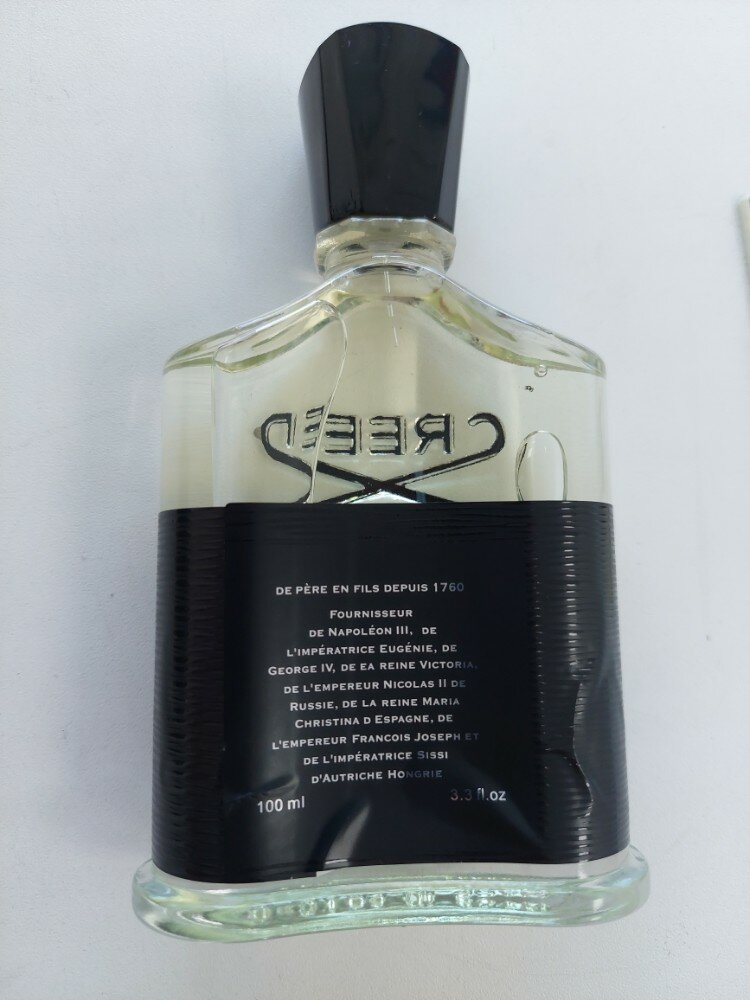 CREED
DE PÈRE EN FILS DEPUIS 1760
FOURNISSEUR
DE NAPOLÉON III, DE
L'IMPÉRATRICE EUGÉNIE, DE
GEORGE IV, DE EA REINE VICTORIA,
DE L'EMPEREUR NICOLAS II DE
RUSSIE, DE LA REINE MARIA
CHRISTINA D ESPAGNE, DE
L'EMPEREUR FRANCOIS JOSEPH ET
DE L'IMPÉRATRICE SISSI
D'AUTRICHE HONGRIE
100 ml 3.3 fl.oz